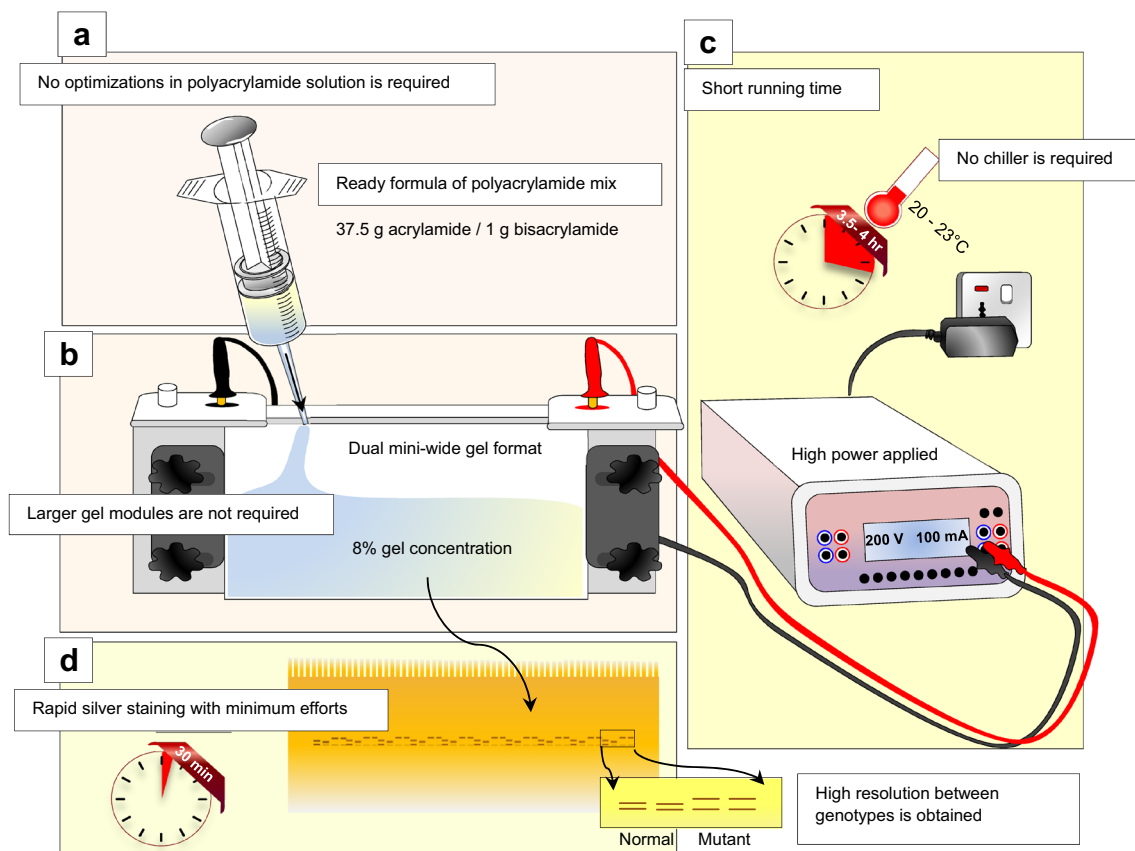 a
No optimizations in polyacrylamide solution is required
Ready formula of polyacrylamide mix
37.5 g acrylamide / 1 g bisacrylamide
b
Dual mini-wide gel format
Larger gel modules are not required
8% gel concentration
c
Short running time
No chiller is required
3.5- 4 hr
20 - 23°C
High power applied
200 V 100 mA
d
Rapid silver staining with minimum efforts
30 min
Normal Mutant
High resolution between
genotypes is obtained